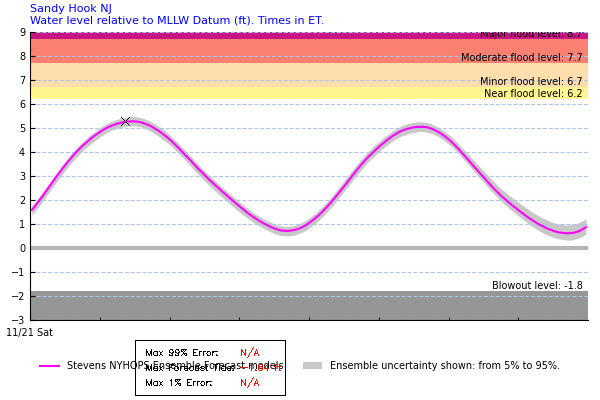 Sandy Hook NJ
Water level relative to MLLW Datum (ft). Times in ET.
9
Major flood level: 8.7
8
Moderate flood level: 7.7
7
Minor flood level: 6.7
Near flood level: 6.2
6
5
4
3
2
1
0
−1
Blowout level: -1.8
−2
−3
11/21 Sat
Max 99% Error: N/A
Stevens NYHOPS Ensemble Forecast models
Ensemble uncertainty shown: from 5% to 95%.
Max Forecast Tide:
Max 1% Error: N/A